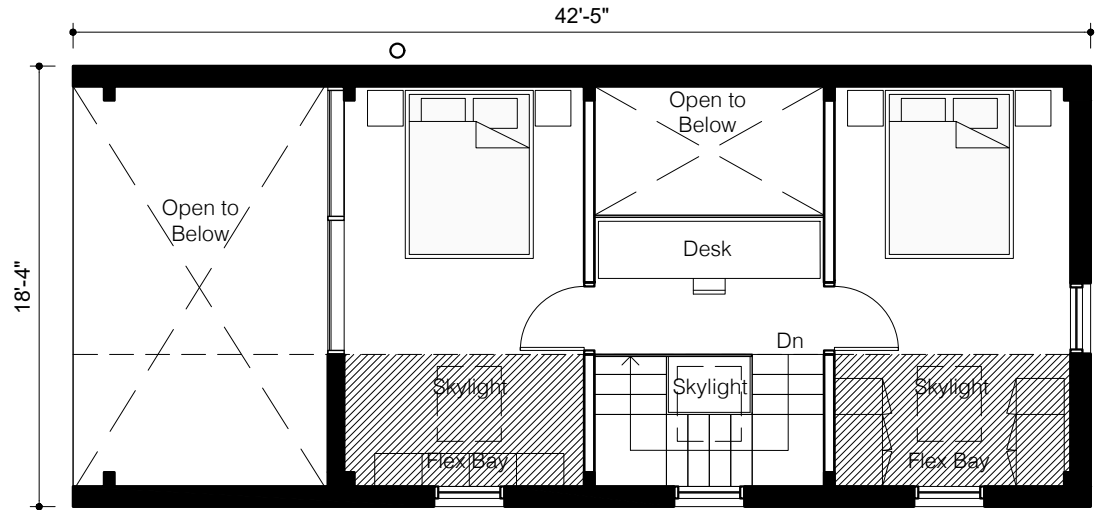 42'-5"
18'-4"
Open to
Below
Open to
Below
Desk
Dn
Skylight
Skylight
Skylight
Flex Bay
Flex Bay